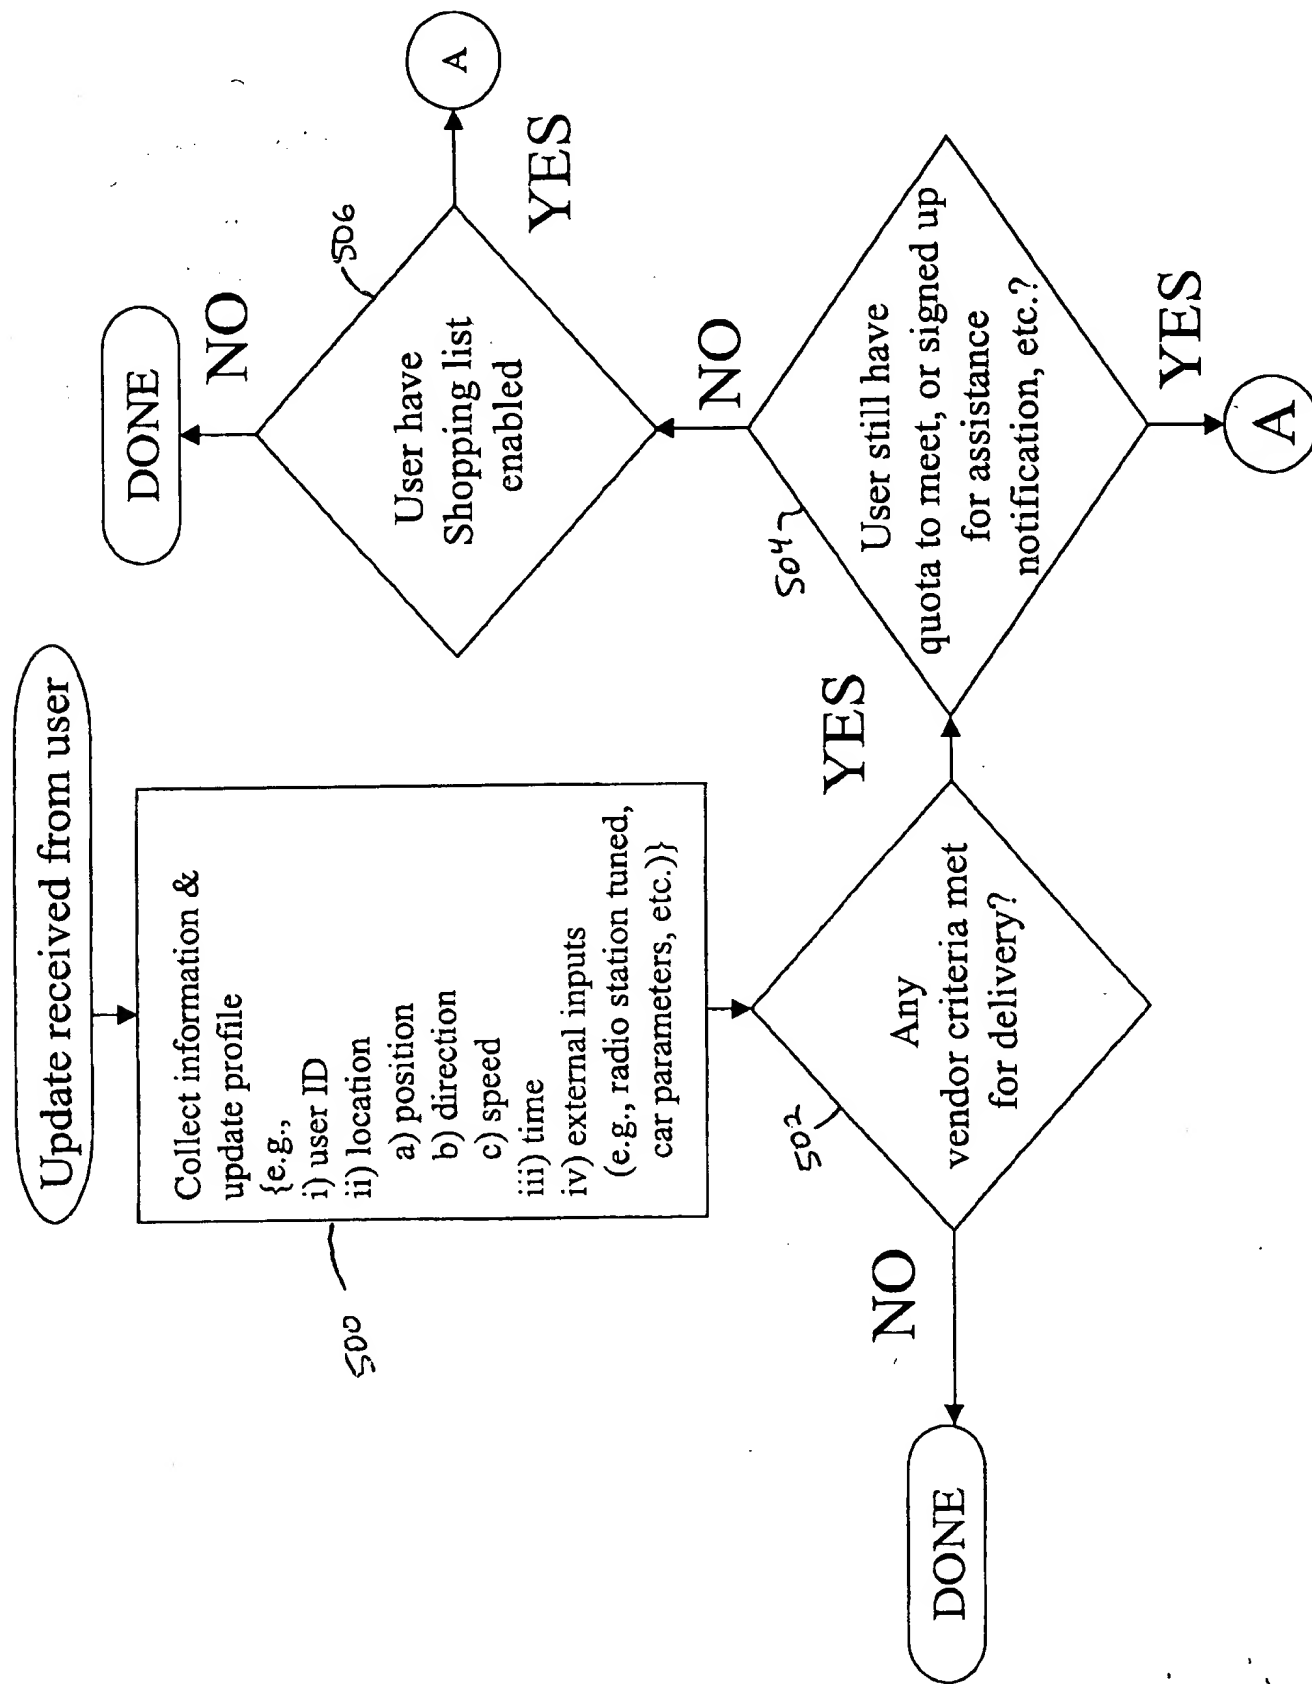 Update received from user
Collect information &
update profile
{e.g.,
i) user ID
ii) location
a) position
b) direction
c) speed
iii) time
iv) external inputs
(e.g., radio station tuned,
car parameters, etc.)}
500
Any
vendor criteria met
for delivery?
502
NO
DONE
YES
User still have
quota to meet, or signed up
for assistance
notification, etc.?
504
YES
A
NO
User have
Shopping list
enabled
506
NO
DONE
YES
A